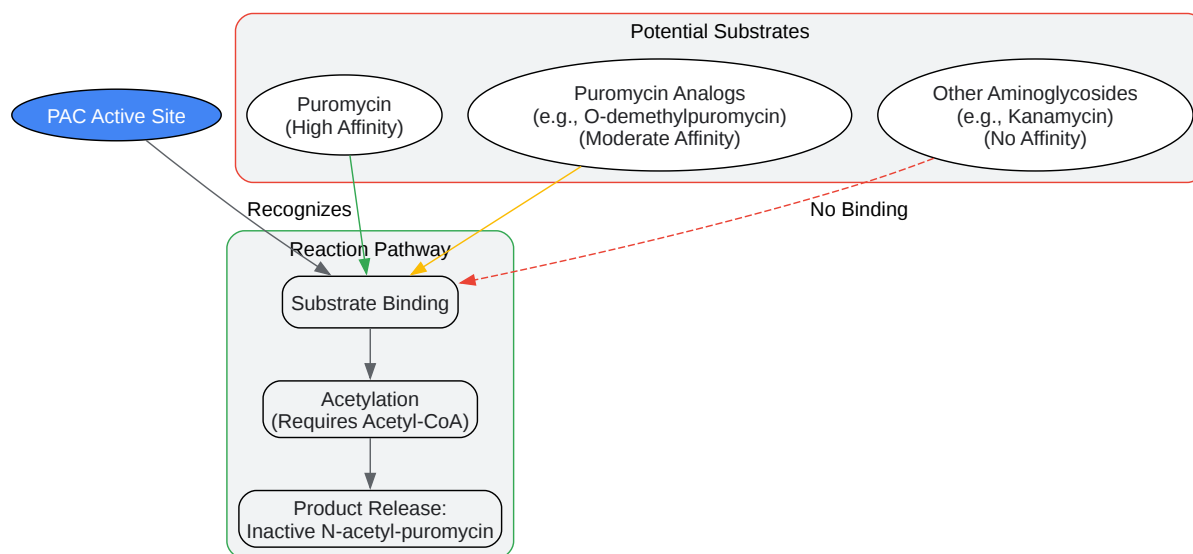 Potential Substrates
PAC Active Site
Puromycin
(High Affinity)
Puromycin Analogs
(e.g., O-demethylpuromycin)
(Moderate Affinity)
Other Aminoglycosides
(e.g., Kanamycin)
(No Affinity)
Recognizes
No Binding
Reaction Pathway
Substrate Binding
Acetylation
(Requires Acetyl-CoA)
Product Release:
Inactive N-acetyl-puromycin